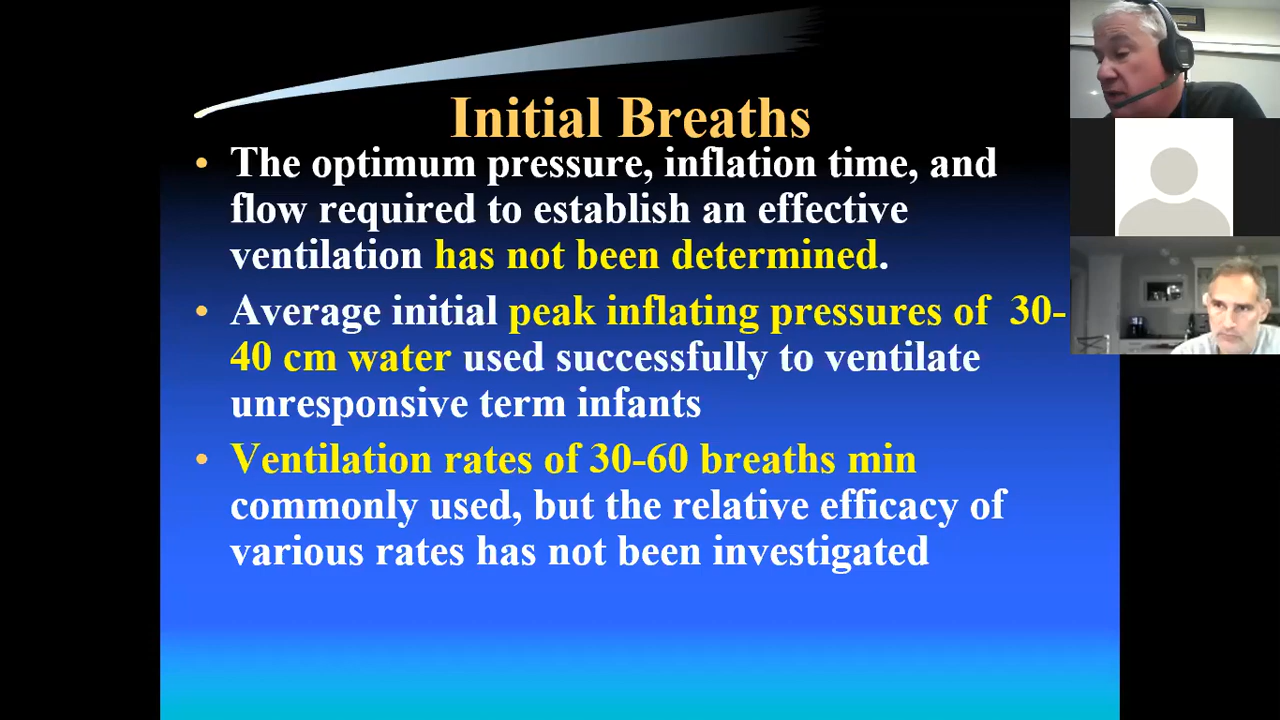 Initial Breaths
• The optimum pressure, inflation time, and
flow required to establish an effective
ventilation has not been determined.
• Average initial peak inflating pressures of 30-
40 cm water used successfully to ventilate
unresponsive term infants
• Ventilation rates of 30-60 breaths min
commonly used, but the relative efficacy of
various rates has not been investigated